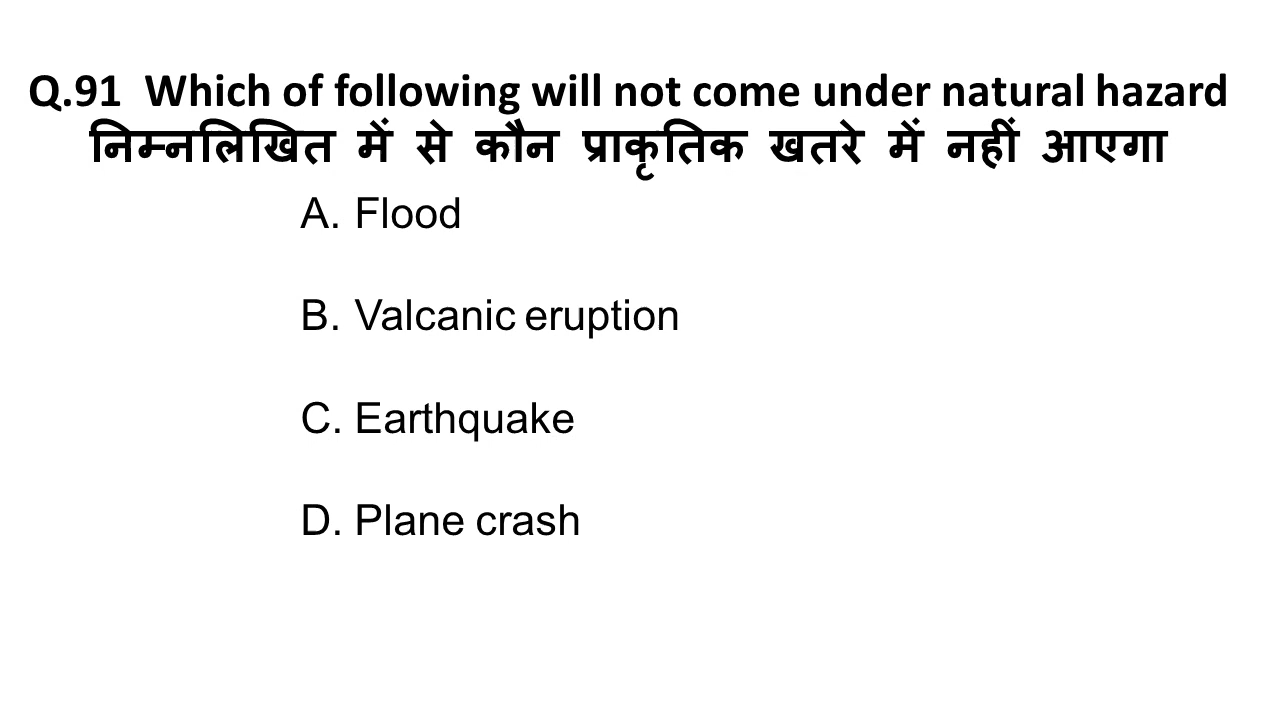 Q.91 Which of following will not come under natural hazard
निम्नलिखित में से कौन प्राकृतिक खतरे में नहीं आएगा
A. Flood
B. Valcanic eruption
C. Earthquake
D. Plane crash